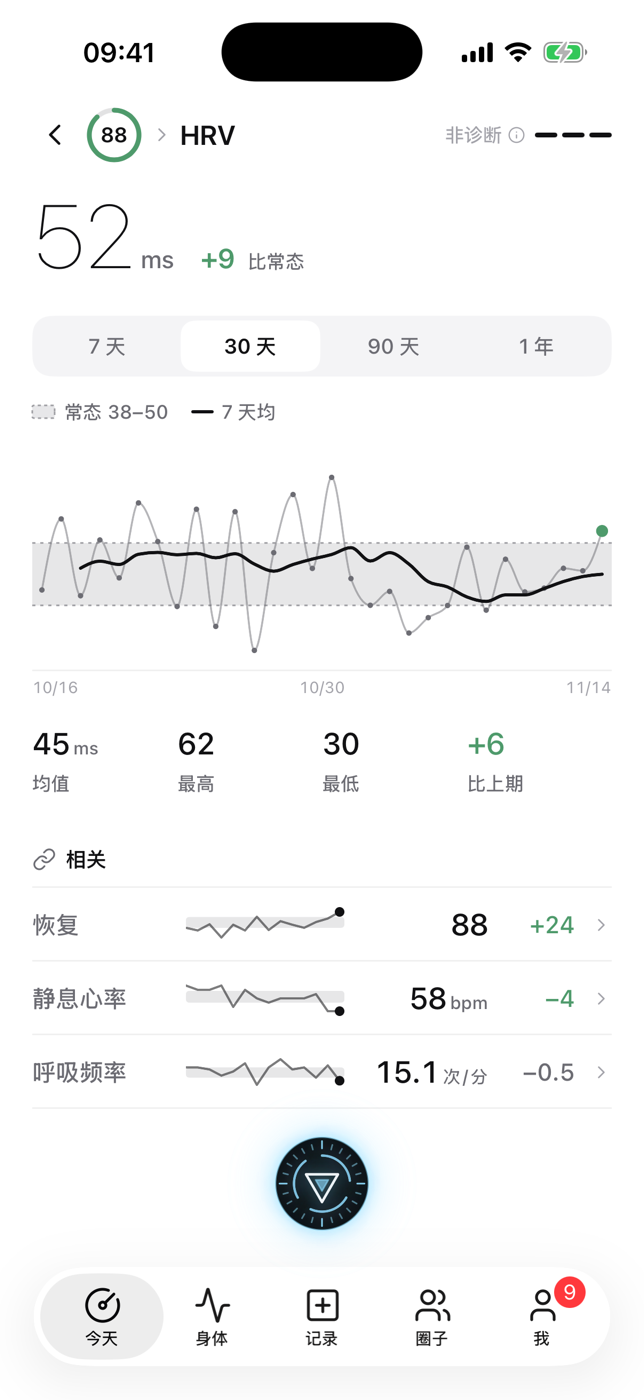 09:41
88 HRV 非诊断
52 ms +9 比常态
7 天 30 天 90 天 1 年
常态 38–50 7 天均
10/16 10/30 11/14
45 ms 62 30 +6
均值 最高 最低 比上期
相关
恢复 88 +24
静息心率 58 bpm −4
呼吸频率 15.1 次/分 −0.5
9
今天 身体 记录 圈子 我